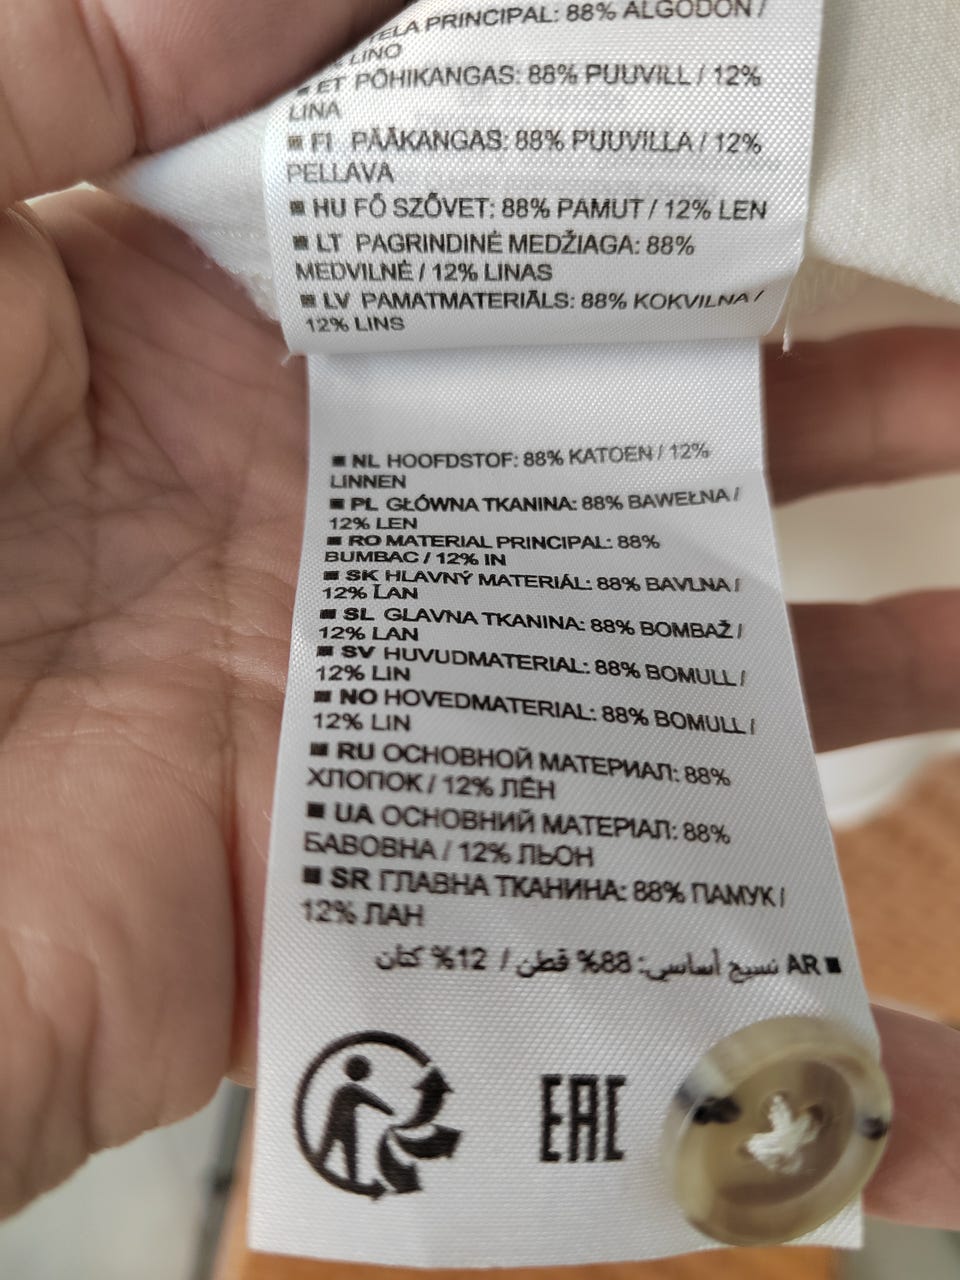 TELA PRINCIPAL: 88% ALGODÓN /
LINO
■ ET PÕHIKANGAS: 88% PUUVILL / 12%
LINA
■ FI PÄÄKANGAS: 88% PUUVILLA / 12%
PELLAVA
■ HU FŐ SZŐVET: 88% PAMUT / 12% LEN
■ LT PAGRINDINĖ MEDŽIAGA: 88%
MEDVILNĖ / 12% LINAS
■ LV PAMATMATERIĀLS: 88% KOKVILNA /
12% LINS
■ NL HOOFDSTOF: 88% KATOEN / 12%
LINNEN
■ PL GŁÓWNA TKANINA: 88% BAWEŁNA /
12% LEN
■ RO MATERIAL PRINCIPAL: 88%
BUMBAC / 12% IN
■ SK HLAVNÝ MATERIÁL: 88% BAVLNA /
12% ĽAN
■ SL GLAVNA TKANINA: 88% BOMBAŽ /
12% LAN
■ SV HUVUDMATERIAL: 88% BOMULL /
12% LIN
■ NO HOVEDMATERIAL: 88% BOMULL /
12% LIN
■ RU ОСНОВНОЙ МАТЕРИАЛ: 88%
ХЛОПОК / 12% ЛЁН
■ UA ОСНОВНИЙ МАТЕРІАЛ: 88%
БАВОВНА / 12% ЛЬОН
■ SR ГЛАВНА ТКАНИНА: 88% ПАМУК /
12% ЛАН
■ AR نسيج أساسي: 88% قطن / 12% كتان
EAC